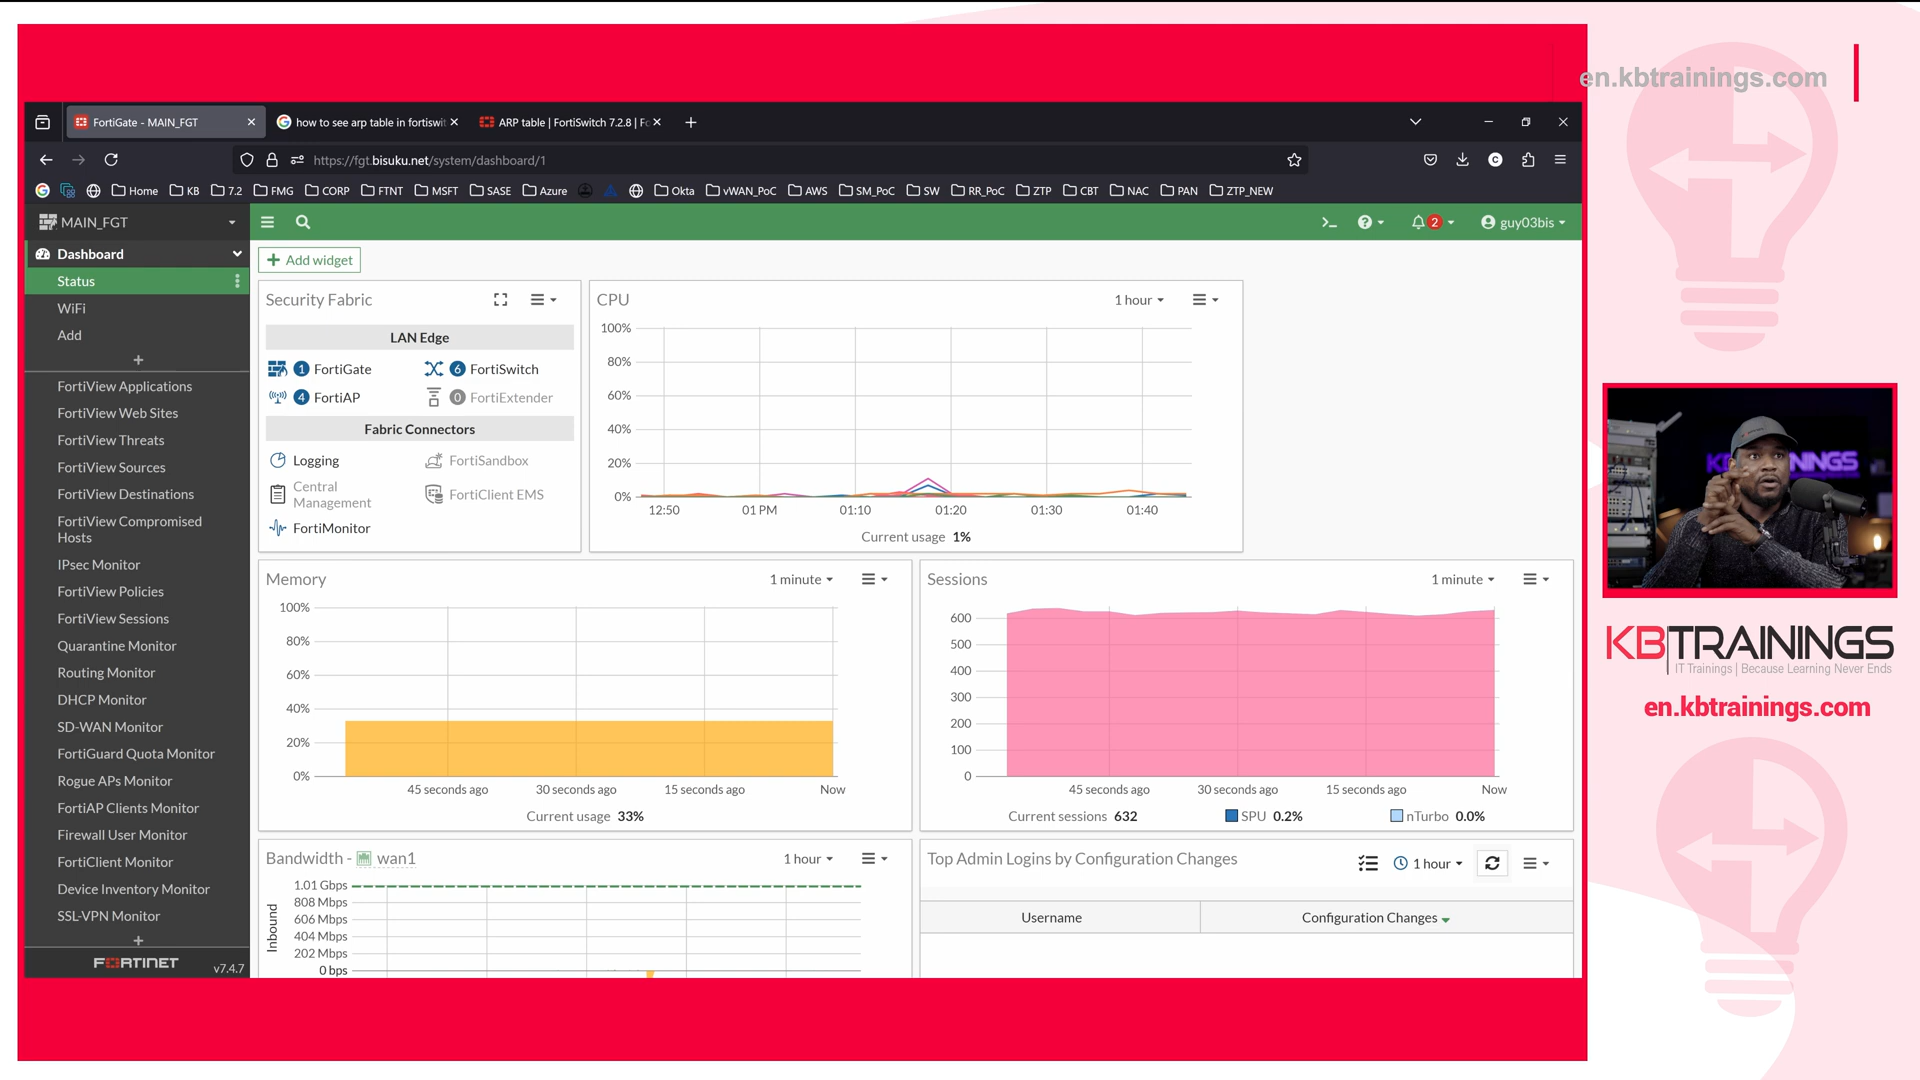 en.kbtrainings.com
FortiGate - MAIN_FGT
how to see arp table in fortiswit
ARP table | FortiSwitch 7.2.8 | Fo
https://fgt.bisuku.net/system/dashboard/1
Home KB 7.2 FMG CORP FTNT MSFT SASE Azure Okta vWAN_PoC AWS SM_PoC SW RR_PoC ZTP CBT NAC PAN ZTP_NEW
MAIN_FGT
2
guy03bis
Dashboard
Status
WiFi
Add
FortiView Applications
FortiView Web Sites
FortiView Threats
FortiView Sources
FortiView Destinations
FortiView Compromised
Hosts
IPsec Monitor
FortiView Policies
FortiView Sessions
Quarantine Monitor
Routing Monitor
DHCP Monitor
SD-WAN Monitor
FortiGuard Quota Monitor
Rogue APs Monitor
FortiAP Clients Monitor
Firewall User Monitor
FortiClient Monitor
Device Inventory Monitor
SSL-VPN Monitor
FORTINET
v7.4.7
Add widget
Security Fabric
LAN Edge
1 FortiGate
6 FortiSwitch
4 FortiAP
0 FortiExtender
Fabric Connectors
Logging
FortiSandbox
Central
Management
FortiClient EMS
FortiMonitor
CPU
1 hour
100%
80%
60%
40%
20%
0%
12:50 01 PM 01:10 01:20 01:30 01:40
Current usage 1%
Memory
1 minute
100%
80%
60%
40%
20%
0%
45 seconds ago 30 seconds ago 15 seconds ago Now
Current usage 33%
Sessions
1 minute
600
500
400
300
200
100
0
45 seconds ago 30 seconds ago 15 seconds ago Now
Current sessions 632 SPU 0.2% nTurbo 0.0%
Bandwidth - wan1
1 hour
Inbound
1.01 Gbps
808 Mbps
606 Mbps
404 Mbps
202 Mbps
0 bps
Top Admin Logins by Configuration Changes
1 hour
Username Configuration Changes
KBTRAININGS
IT Trainings | Because Learning Never Ends
en.kbtrainings.com